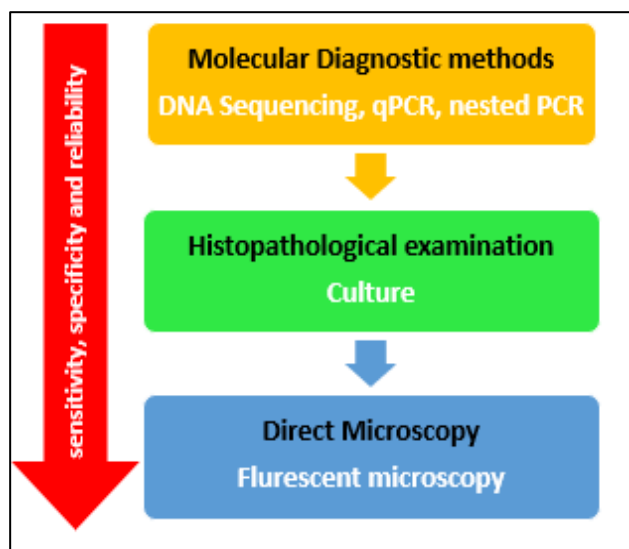 sensitivity, specificity and reliability
Molecular Diagnostic methods
DNA Sequencing, qPCR, nested PCR
Histopathological examination
Culture
Direct Microscopy
Flurescent microscopy